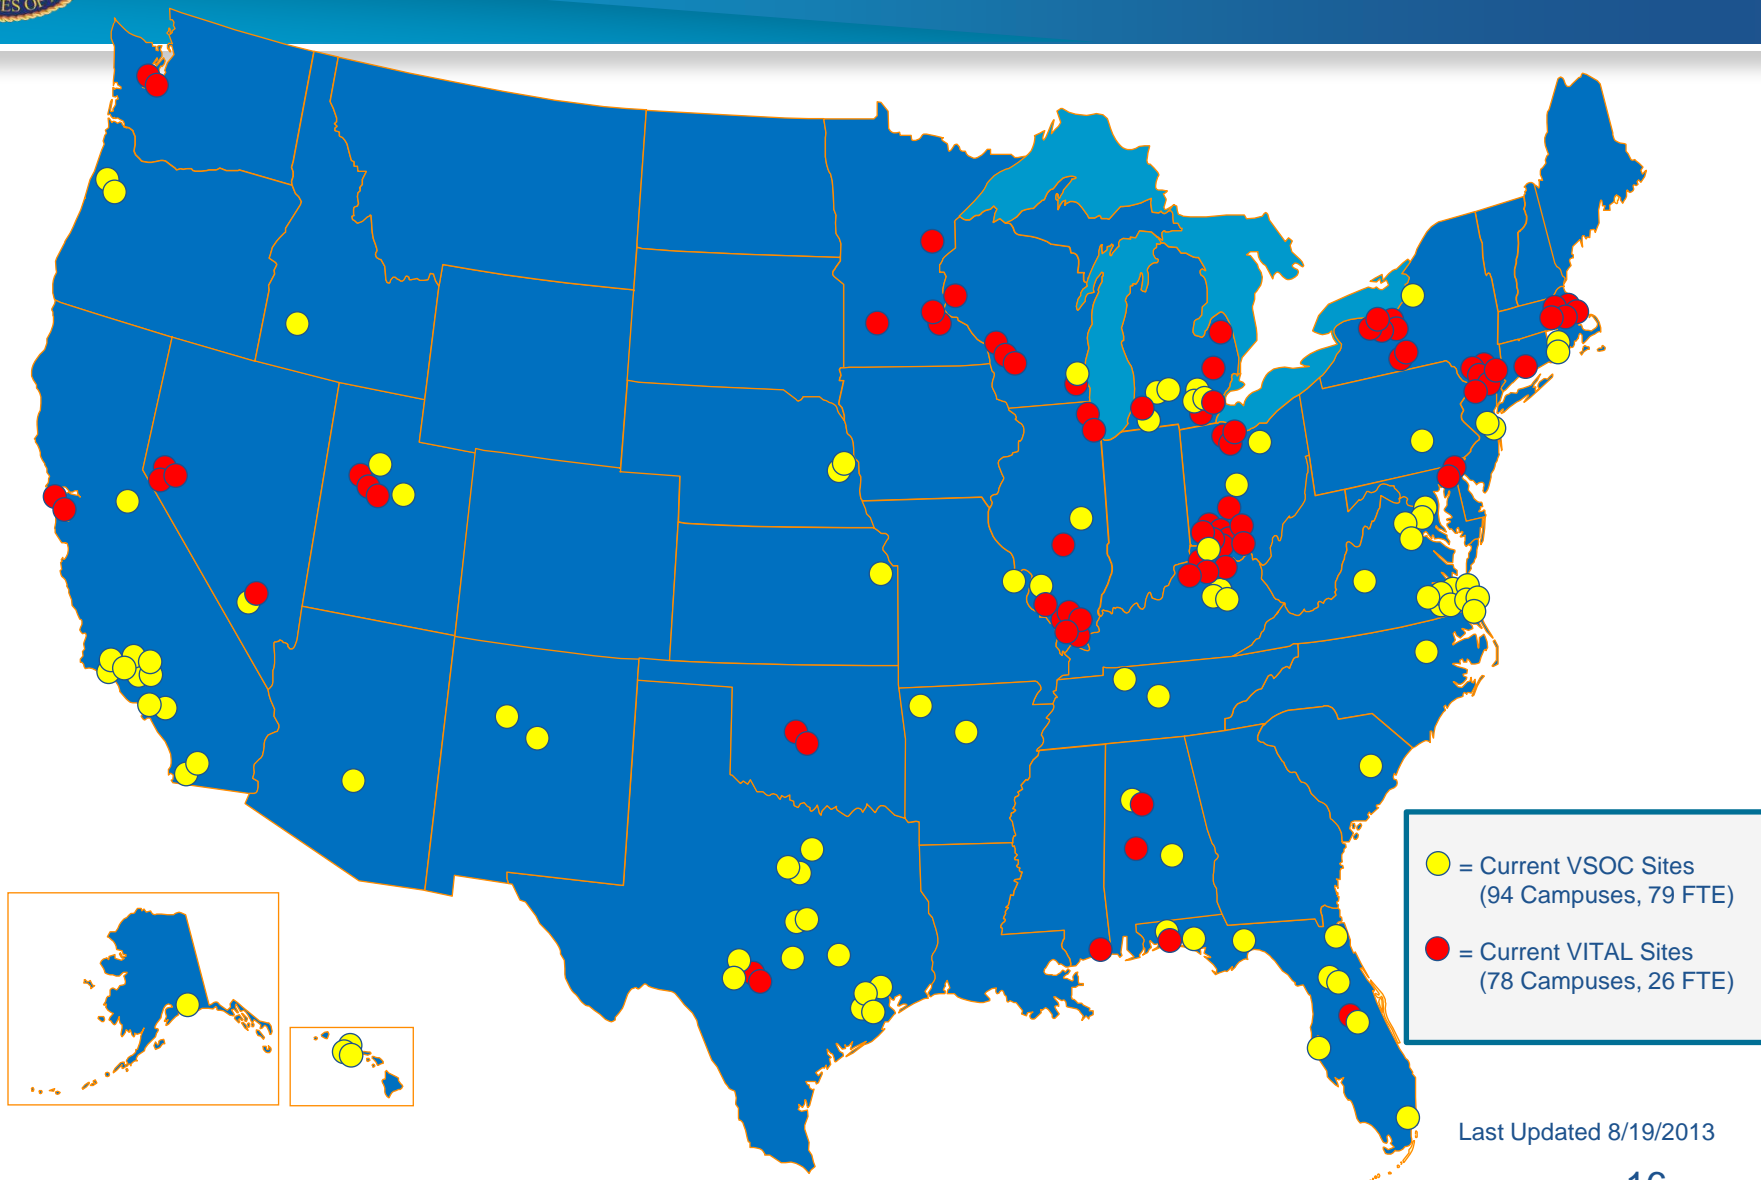 = Current VSOC Sites
(94 Campuses, 79 FTE)
= Current VITAL Sites
(78 Campuses, 26 FTE)
Last Updated 8/19/2013